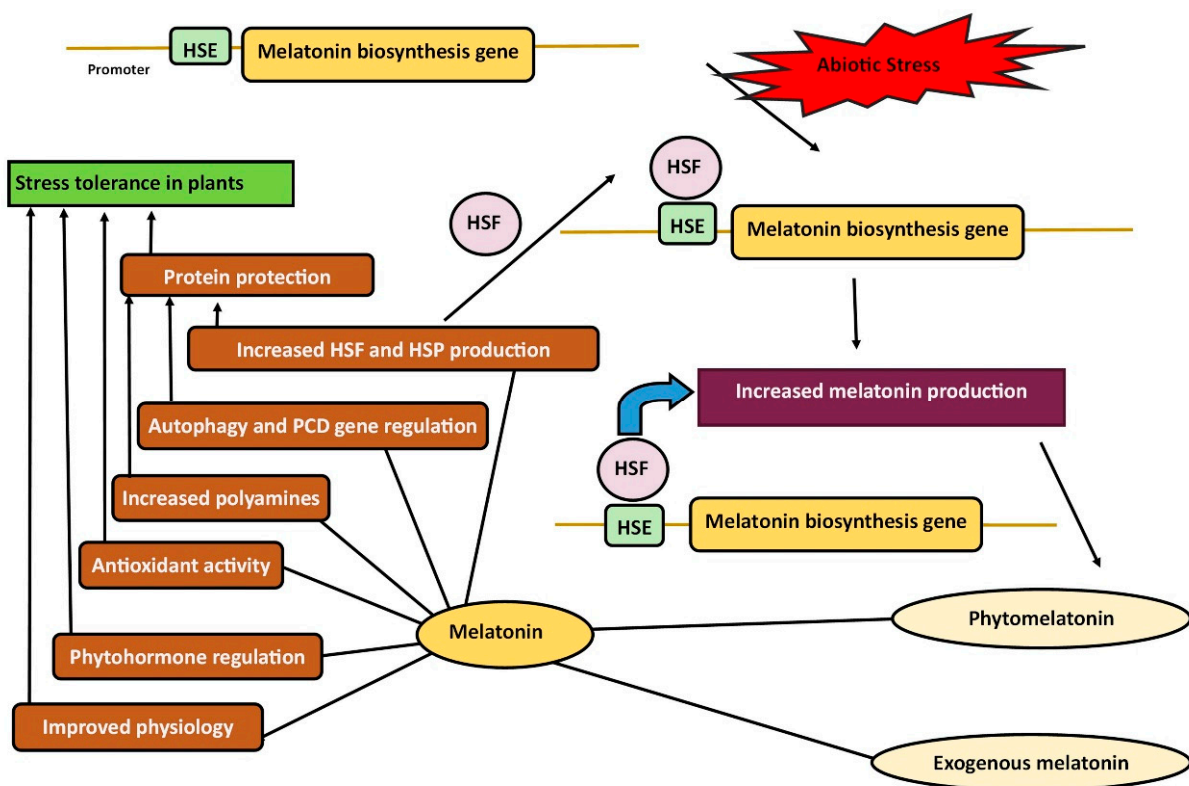 HSE
Melatonin biosynthesis gene
Promoter
Abiotic Stress
Stress tolerance in plants
HSF
HSF
HSE
Melatonin biosynthesis gene
Protein protection
Increased HSF and HSP production
Increased melatonin production
Autophagy and PCD gene regulation
HSF
Increased polyamines
HSE
Melatonin biosynthesis gene
Antioxidant activity
Melatonin
Phytomelatonin
Phytohormone regulation
Improved physiology
Exogenous melatonin